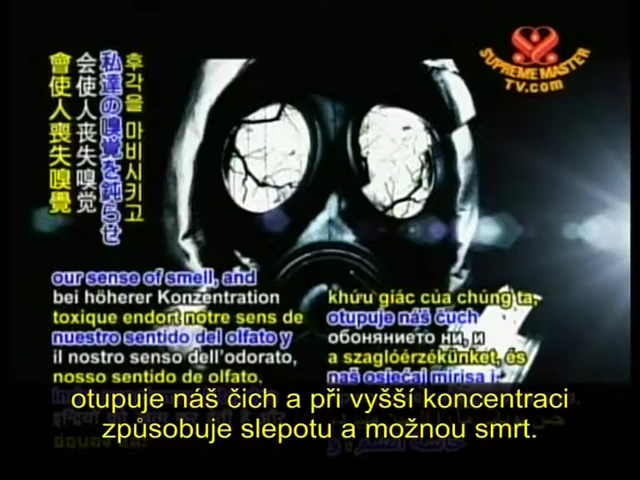 SUPREME MASTER
TV.com
후각을 마비시키고
私達の嗅覚を鈍らせ
会使人丧失嗅觉
會使人喪失嗅覺
our sense of smell, and
bei höherer Konzentration
toxique endort notre sens de
nuestro sentido del olfato y
il nostro senso dell'odorato,
nosso sentido de olfato,
khứu giác của chúng ta,
otupuje náš čuch
обонянието ни, и
a szaglóérzékünket, és
naš osjećaj mirisa i
otupuje náš čich a při vyšší koncentraci
způsobuje slepotu a možnou smrt.